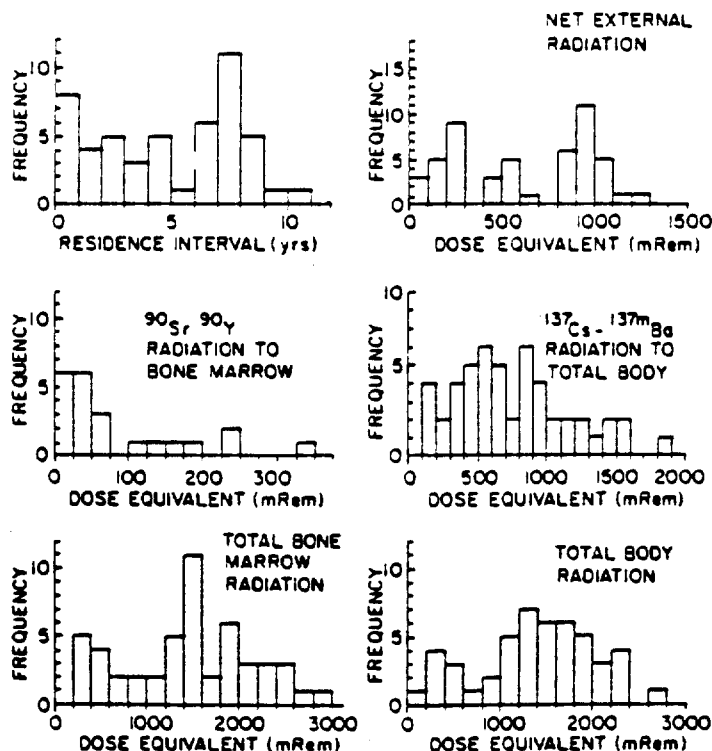 NET EXTERNAL
RADIATION
FREQUENCY
10
5
0
0 5 10
RESIDENCE INTERVAL (yrs)
FREQUENCY
15
10
5
0
0 500 1000 1500
DOSE EQUIVALENT (mRem)
90Sr 90Y
RADIATION TO
BONE MARROW
FREQUENCY
10
5
0
0 100 200 300
DOSE EQUIVALENT (mRem)
137Cs - 137mBa
RADIATION TO
TOTAL BODY
FREQUENCY
10
5
0
0 500 1000 1500 2000
DOSE EQUIVALENT (mRem)
TOTAL BONE
MARROW
RADIATION
FREQUENCY
10
5
0
0 1000 2000 3000
DOSE EQUIVALENT (mRem)
TOTAL BODY
RADIATION
FREQUENCY
10
5
0
0 1000 2000 3000
DOSE EQUIVALENT (mRem)